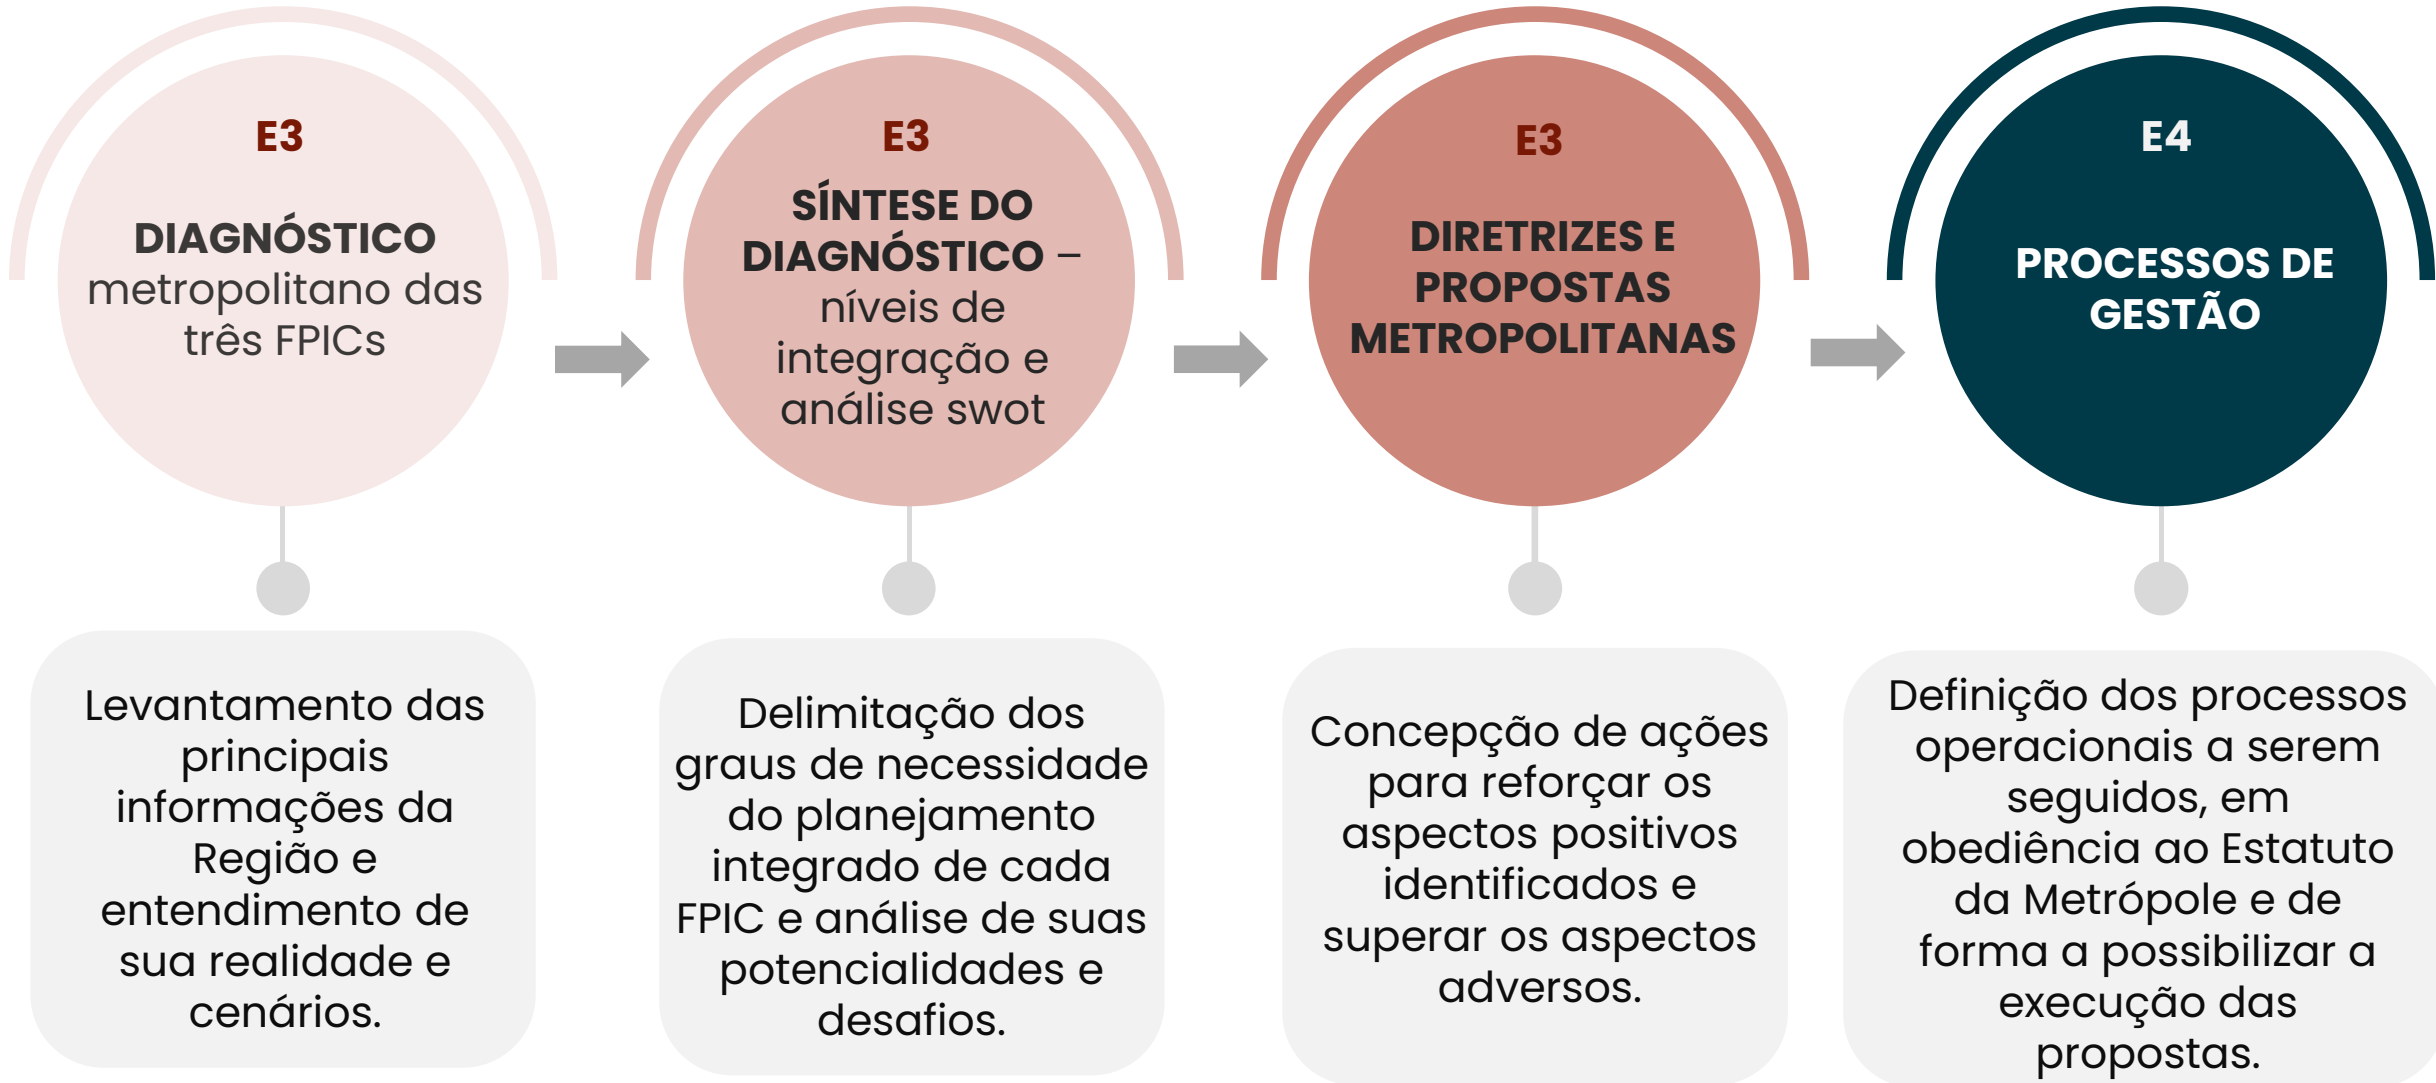 E3
DIAGNÓSTICO
metropolitano das
três FPICs
E3
SÍNTESE DO
DIAGNÓSTICO –
níveis de
integração e
análise swot
E3
DIRETRIZES E
PROPOSTAS
METROPOLITANAS
E4
PROCESSOS DE
GESTÃO
Levantamento das
principais
informações da
Região e
entendimento de
sua realidade e
cenários.
Delimitação dos
graus de necessidade
do planejamento
integrado de cada
FPIC e análise de suas
potencialidades e
desafios.
Concepção de ações
para reforçar os
aspectos positivos
identificados e
superar os aspectos
adversos.
Definição dos processos
operacionais a serem
seguidos, em
obediência ao Estatuto
da Metrópole e de
forma a possibilizar a
execução das
propostas.